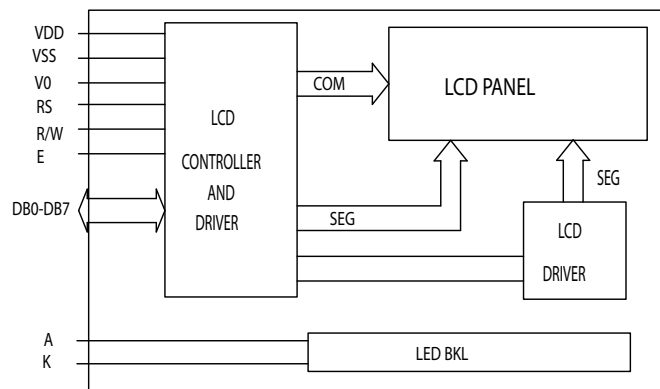 VDD
VSS
V0
RS
R/W
E
DB0-DB7
A
K
LCD
CONTROLLER
AND
DRIVER
COM
SEG
LCD PANEL
SEG
LCD
DRIVER
LED BKL